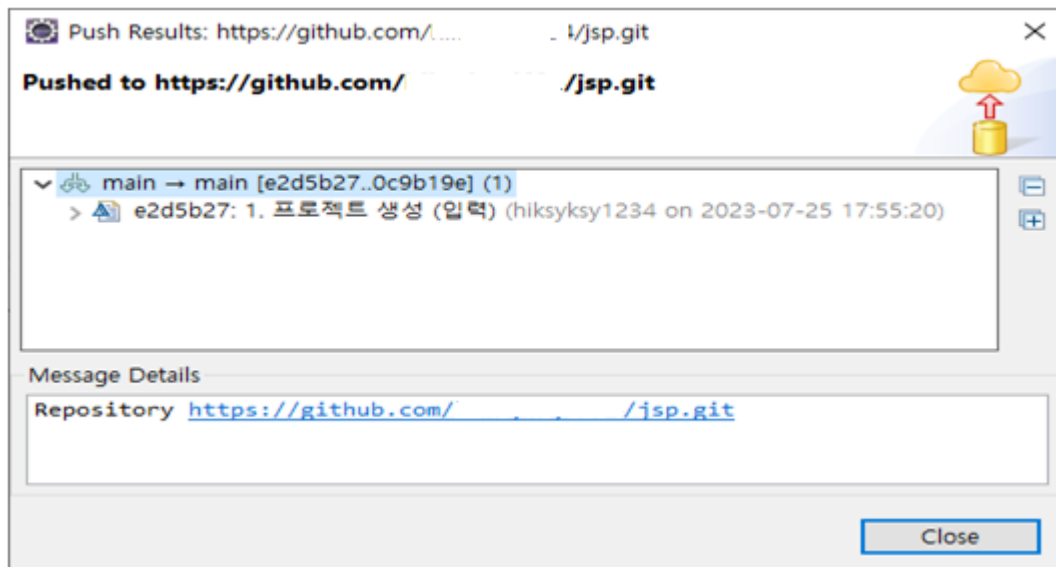 Push Results: https://github.com/ /jsp.git
Pushed to https://github.com/ /jsp.git
main → main [e2d5b27..0c9b19e] (1)
e2d5b27: 1. 프로젝트 생성 (입력) (hiksyksy1234 on 2023-07-25 17:55:20)
Message Details
Repository https://github.com/ /jsp.git
Close